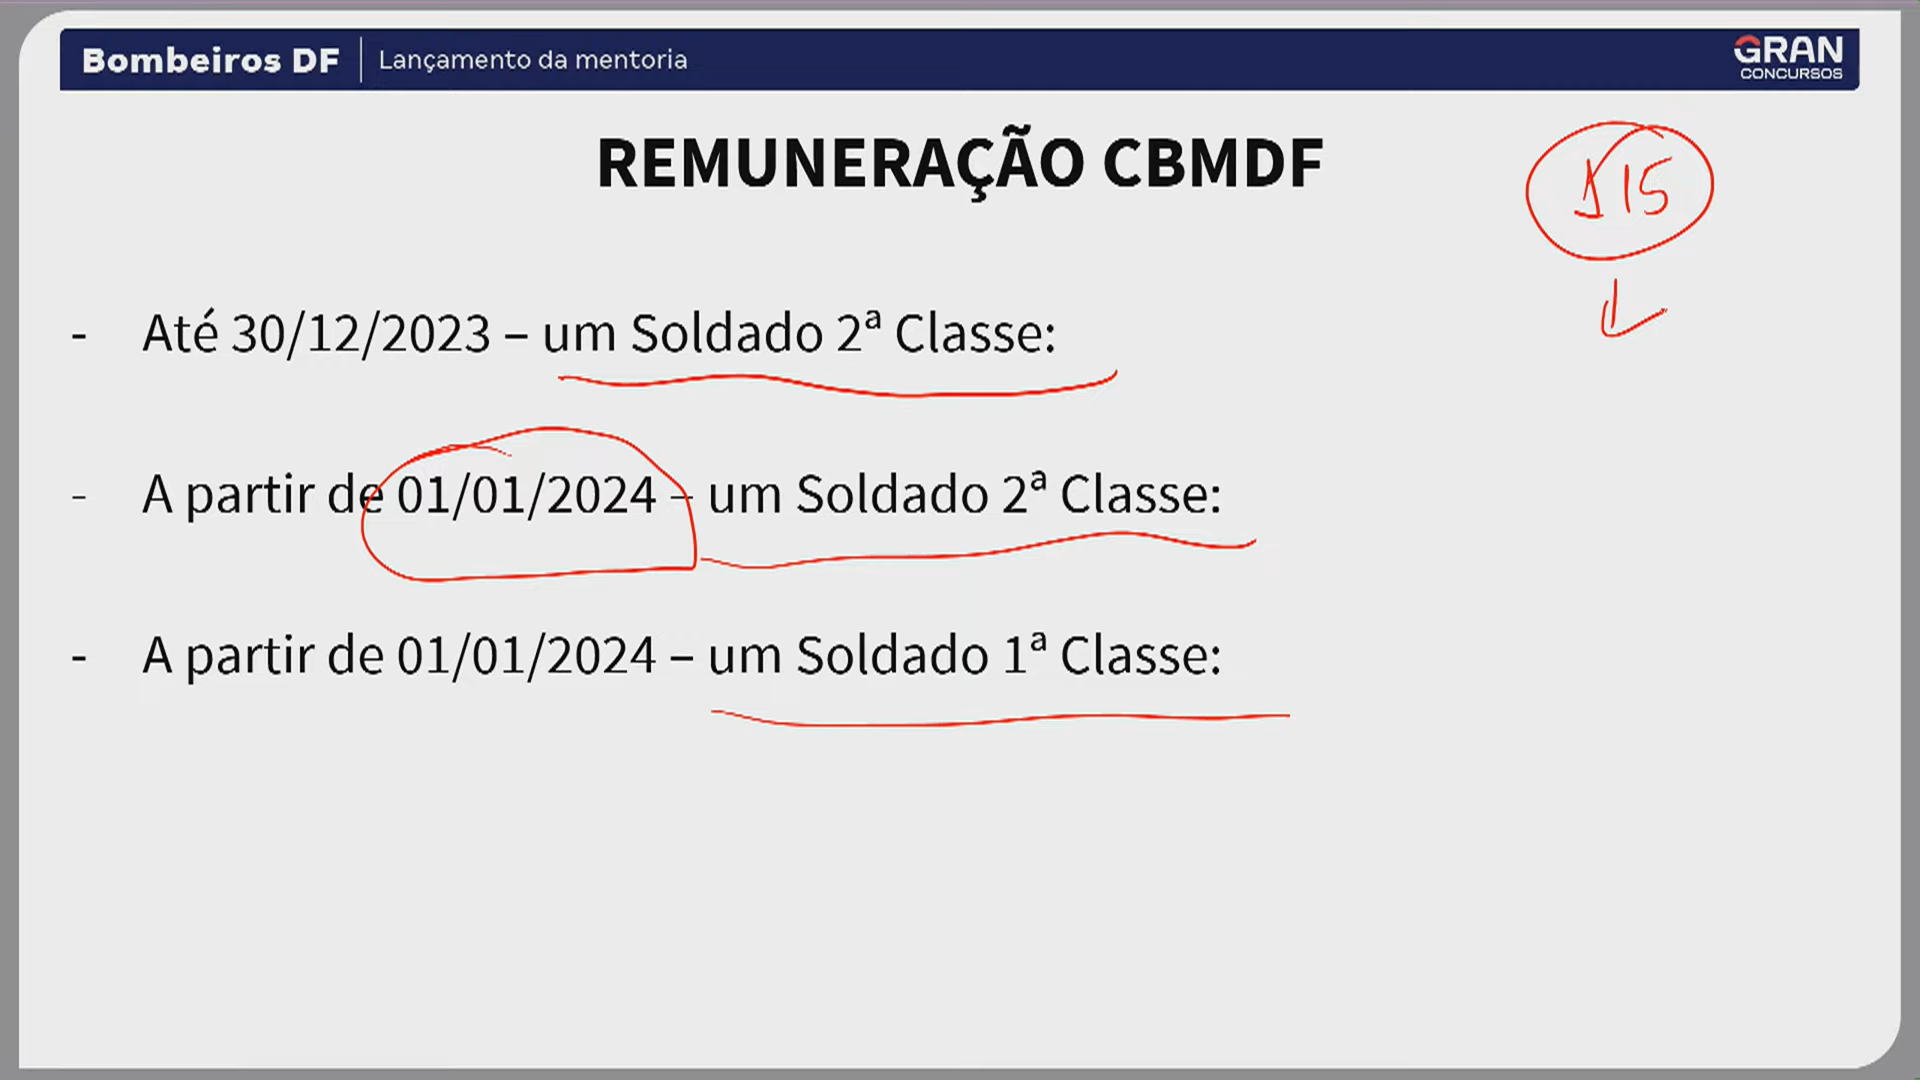 Bombeiros DF | Lançamento da mentoria
GRAN
CONCURSOS
REMUNERAÇÃO CBMDF
15
- Até 30/12/2023 – um Soldado 2ª Classe:
- A partir de 01/01/2024 – um Soldado 2ª Classe:
- A partir de 01/01/2024 – um Soldado 1ª Classe: